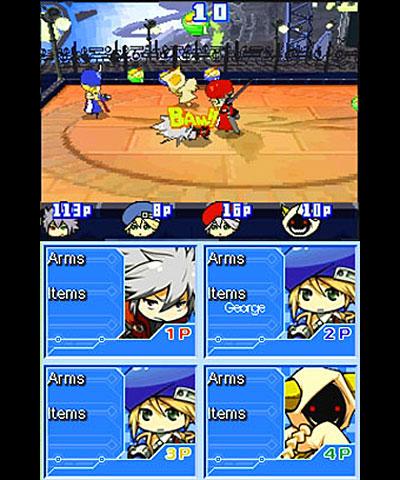 10
BAM!!
113P
8P
16P
10P
Arms
Items
1P
Arms
Items
George
2P
Arms
Items
3P
Arms
Items
4P